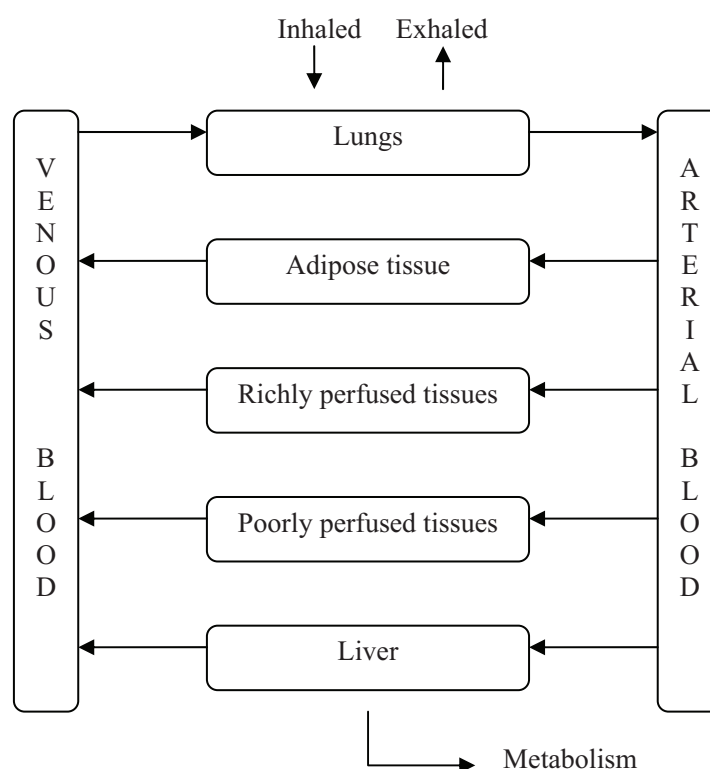 Inhaled Exhaled
Lungs
VENOUS BLOOD
ARTERIAL BLOOD
Adipose tissue
Richly perfused tissues
Poorly perfused tissues
Liver
Metabolism